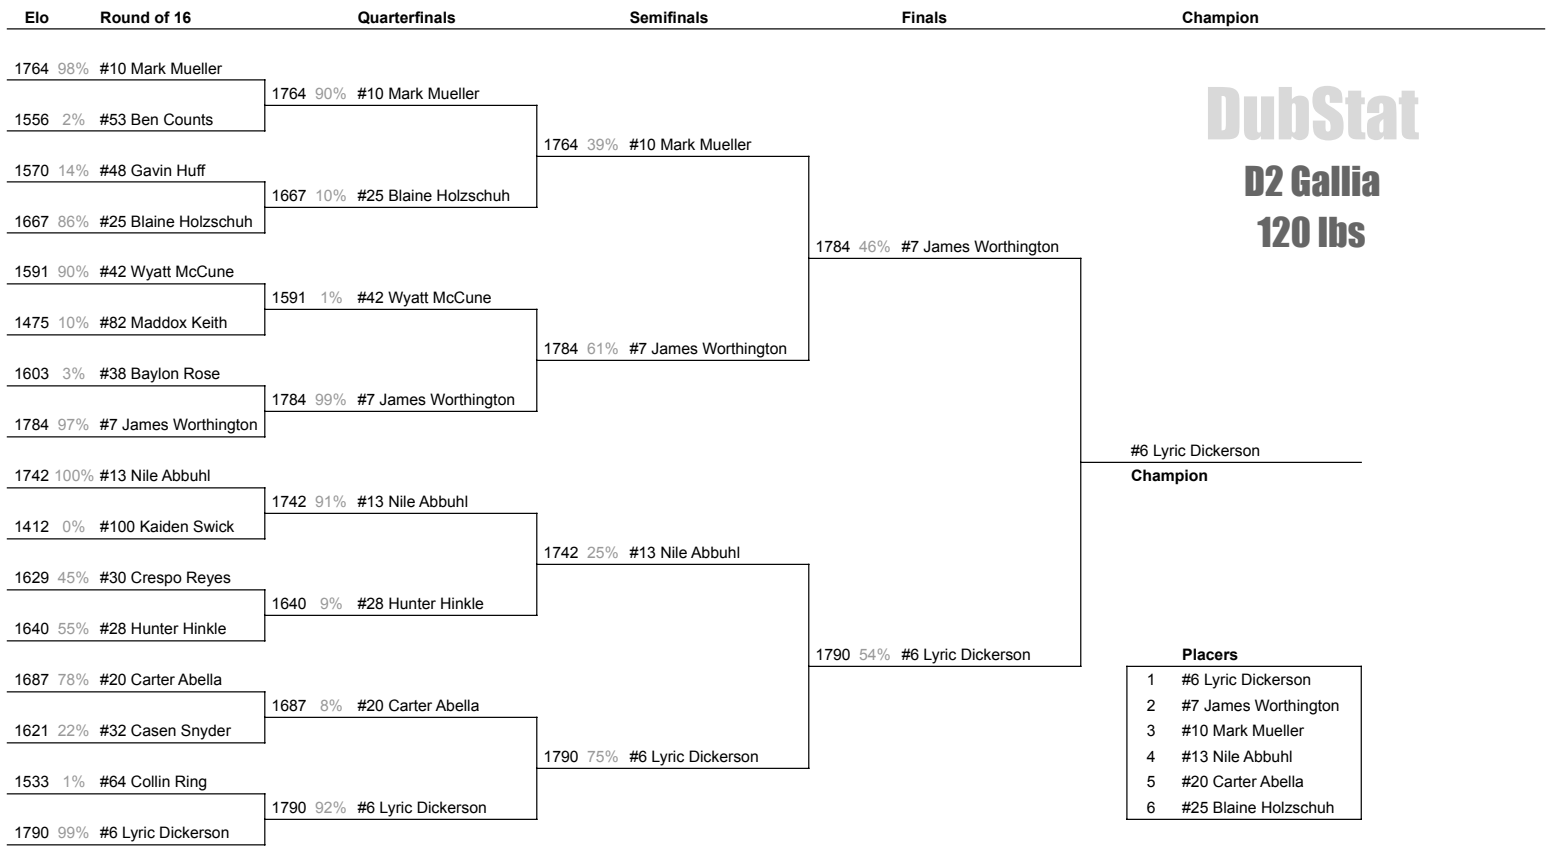 Elo Round of 16 Quarterfinals Semifinals Finals Champion
1764 98% #10 Mark Mueller
1764 90% #10 Mark Mueller
1556 2% #53 Ben Counts
DubStat
1764 39% #10 Mark Mueller
1570 14% #48 Gavin Huff
D2 Gallia
1667 10% #25 Blaine Holzschuh
1667 86% #25 Blaine Holzschuh
120 lbs
1784 46% #7 James Worthington
1591 90% #42 Wyatt McCune
1591 1% #42 Wyatt McCune
1475 10% #82 Maddox Keith
1784 61% #7 James Worthington
1603 3% #38 Baylon Rose
1784 99% #7 James Worthington
1784 97% #7 James Worthington
#6 Lyric Dickerson
1742 100% #13 Nile Abbuhl
Champion
1742 91% #13 Nile Abbuhl
1412 0% #100 Kaiden Swick
1742 25% #13 Nile Abbuhl
1629 45% #30 Crespo Reyes
1640 9% #28 Hunter Hinkle
1640 55% #28 Hunter Hinkle
1790 54% #6 Lyric Dickerson
Placers
1687 78% #20 Carter Abella
1 #6 Lyric Dickerson
1687 8% #20 Carter Abella
2 #7 James Worthington
1621 22% #32 Casen Snyder
3 #10 Mark Mueller
1790 75% #6 Lyric Dickerson
4 #13 Nile Abbuhl
1533 1% #64 Collin Ring
5 #20 Carter Abella
1790 92% #6 Lyric Dickerson
6 #25 Blaine Holzschuh
1790 99% #6 Lyric Dickerson